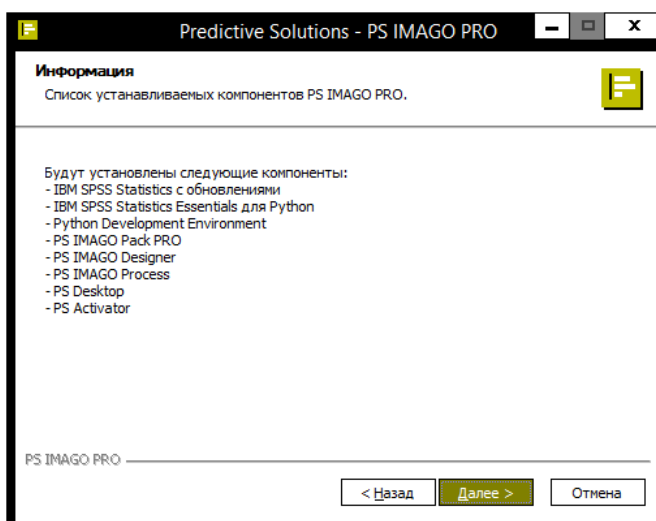 Predictive Solutions - PS IMAGO PRO
Информация
Список устанавливаемых компонентов PS IMAGO PRO.
Будут установлены следующие компоненты:
- IBM SPSS Statistics с обновлениями
- IBM SPSS Statistics Essentials для Python
- Python Development Environment
- PS IMAGO Pack PRO
- PS IMAGO Designer
- PS IMAGO Process
- PS Desktop
- PS Activator
PS IMAGO PRO
< Назад Далее > Отмена